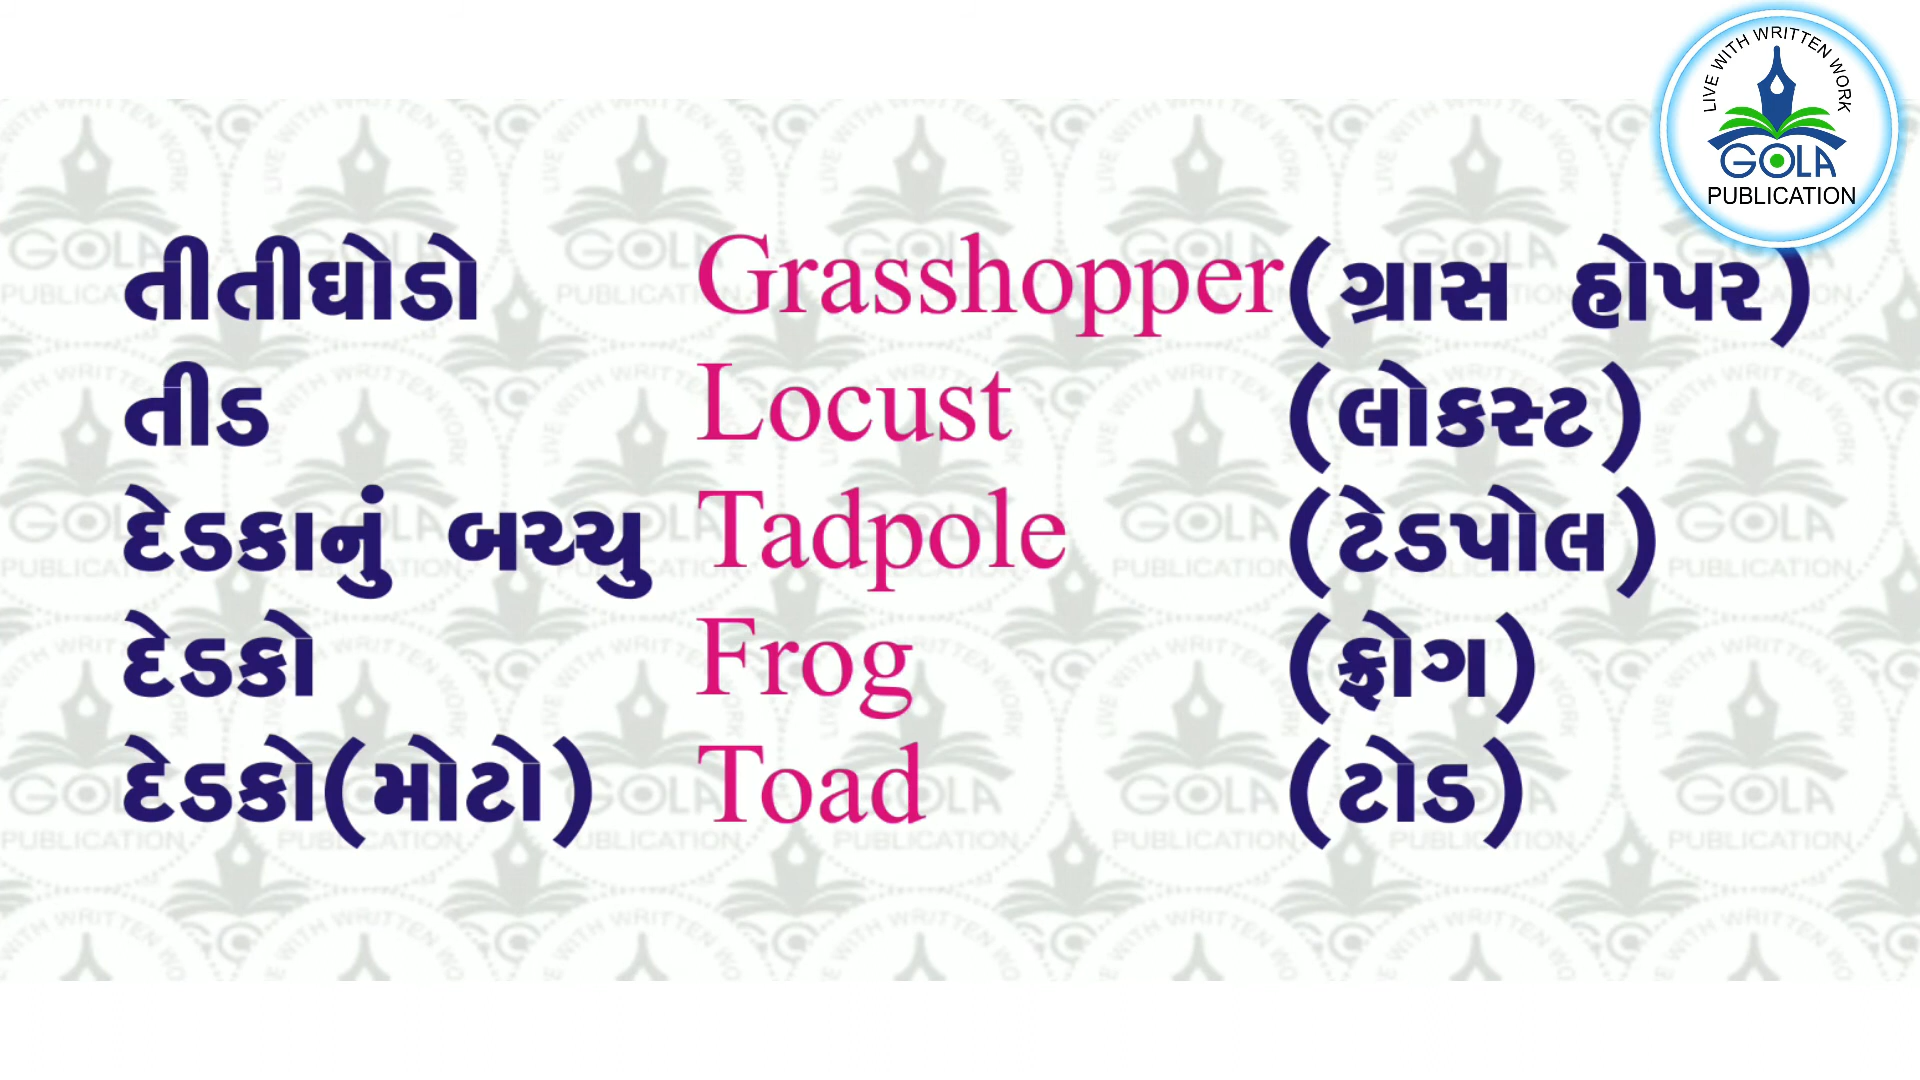 LIVE WITH WRITTEN WORK
GOLA
PUBLICATION
તીતીઘોડો Grasshopper (ગ્રાસ હોપર)
તીડ Locust (લોકસ્ટ)
દેડકાનું બચ્ચુ Tadpole (ટેડપોલ)
દેડકો Frog (ફ્રોગ)
દેડકો(મોટો) Toad (ટોડ)